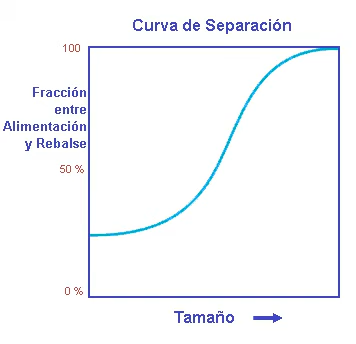 Curva de Separación
100
Fracción
entre
Alimentación
y Rebalse
50 %
0 %
Tamaño